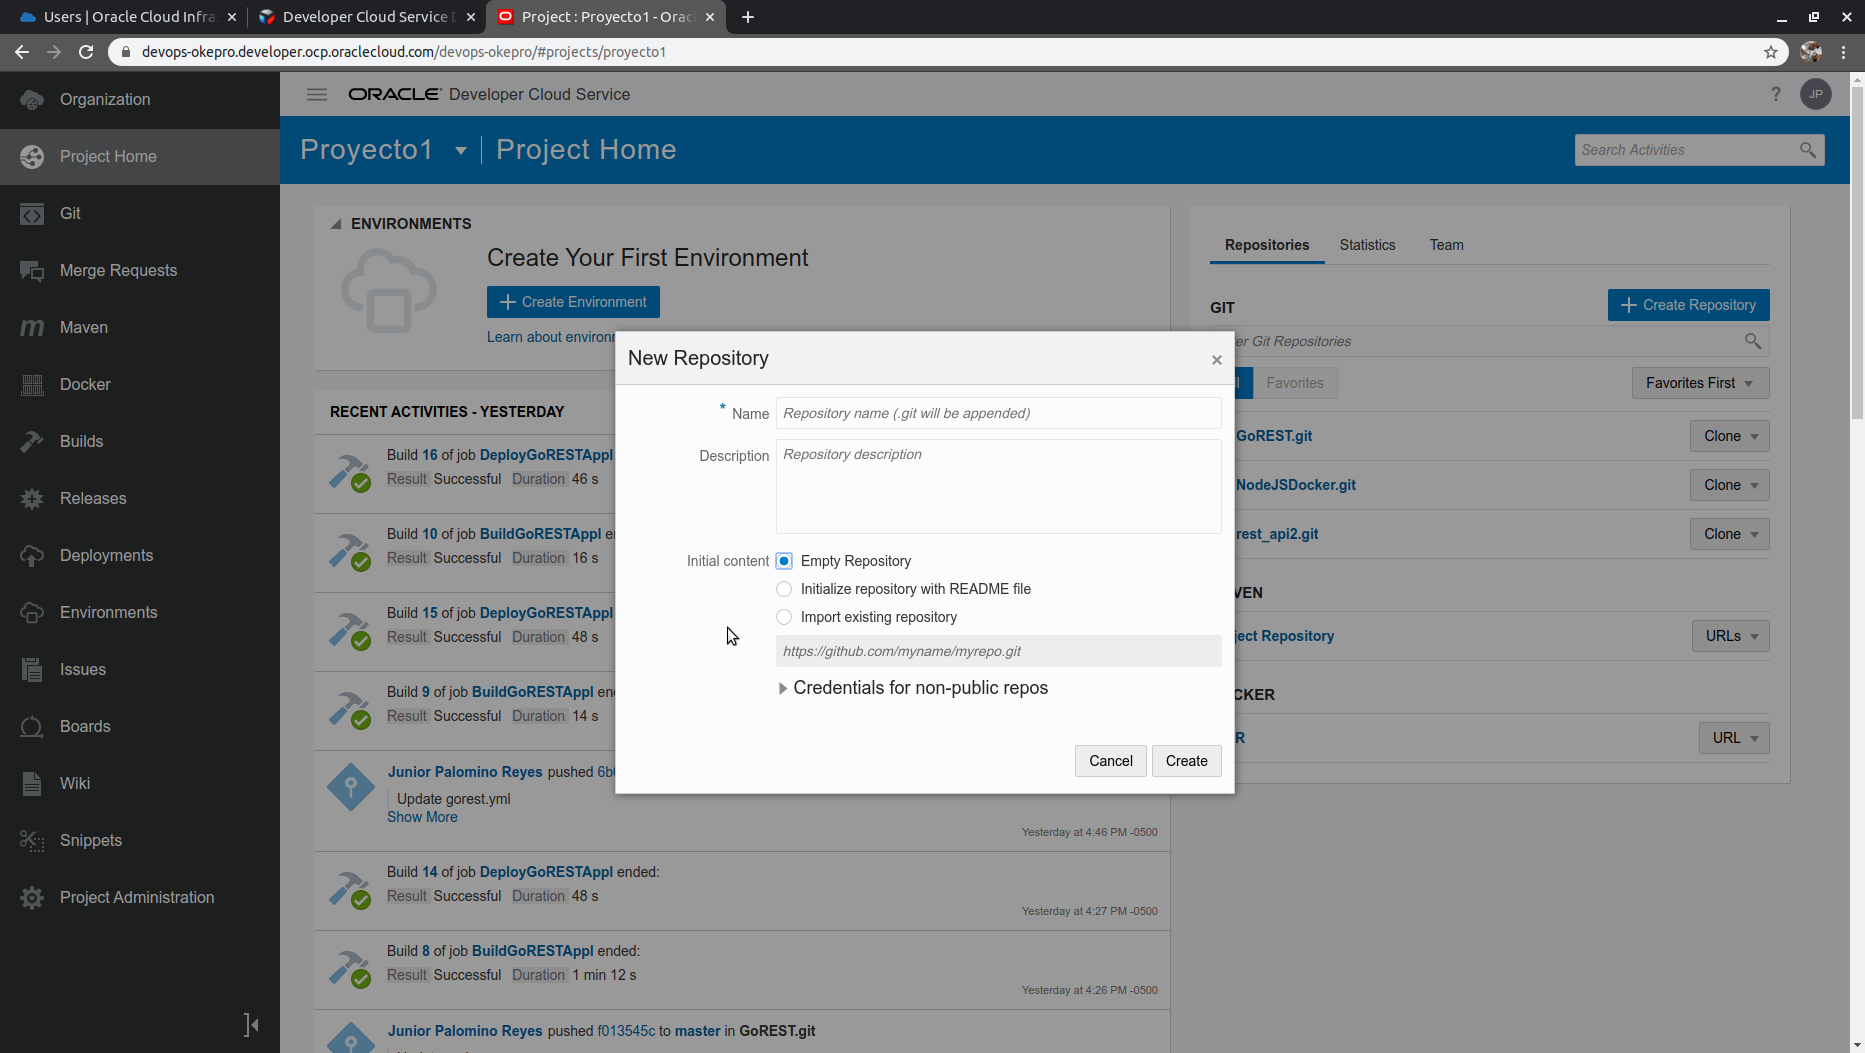 Users | Oracle Cloud Infra
Developer Cloud Service D
Project : Proyecto1 - Orac
devops-okepro.developer.ocp.oraclecloud.com/devops-okepro/#projects/proyecto1
Organization
Project Home
Git
Merge Requests
Maven
Docker
Builds
Releases
Deployments
Environments
Issues
Boards
Wiki
Snippets
Project Administration
ORACLE Developer Cloud Service
? JP
Proyecto1 Project Home
Search Activities
ENVIRONMENTS
Create Your First Environment
Create Environment
Learn about environ
RECENT ACTIVITIES - YESTERDAY
Build 16 of job DeployGoRESTAppl
Result Successful Duration 46 s
Build 10 of job BuildGoRESTAppl en
Result Successful Duration 16 s
Build 15 of job DeployGoRESTAppl
Result Successful Duration 48 s
Build 9 of job BuildGoRESTAppl end
Result Successful Duration 14 s
Junior Palomino Reyes pushed 6b
Update gorest.yml
Show More
Yesterday at 4:46 PM -0500
Build 14 of job DeployGoRESTAppl ended:
Result Successful Duration 48 s
Yesterday at 4:27 PM -0500
Build 8 of job BuildGoRESTAppl ended:
Result Successful Duration 1 min 12 s
Yesterday at 4:26 PM -0500
Junior Palomino Reyes pushed f013545c to master in GoREST.git
New Repository
* Name
Repository name (.git will be appended)
Description
Repository description
Initial content
Empty Repository
Initialize repository with README file
Import existing repository
https://github.com/myname/myrepo.git
Credentials for non-public repos
Cancel
Create
Repositories
Statistics
Team
GIT
Create Repository
er Git Repositories
Favorites
Favorites First
GoREST.git
Clone
NodeJSDocker.git
Clone
rest_api2.git
Clone
VEN
ject Repository
URLs
CKER
R
URL